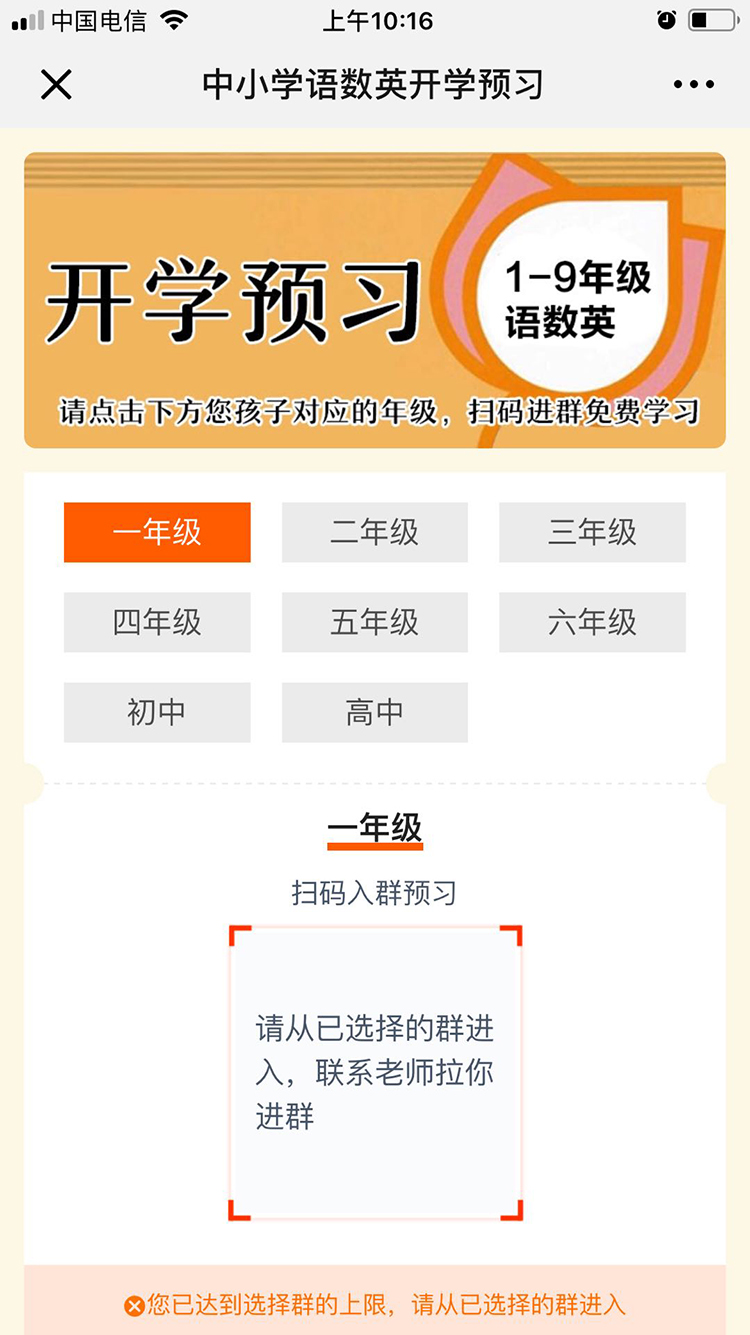 中国电信 上午10:16
中小学语数英开学预习
开学预习
1-9年级
语数英
请点击下方您孩子对应的年级，扫码进群免费学习
一年级 二年级 三年级
四年级 五年级 六年级
初中 高中
一年级
扫码入群预习
请从已选择的群进
入，联系老师拉你
进群
您已达到选择群的上限，请从已选择的群进入